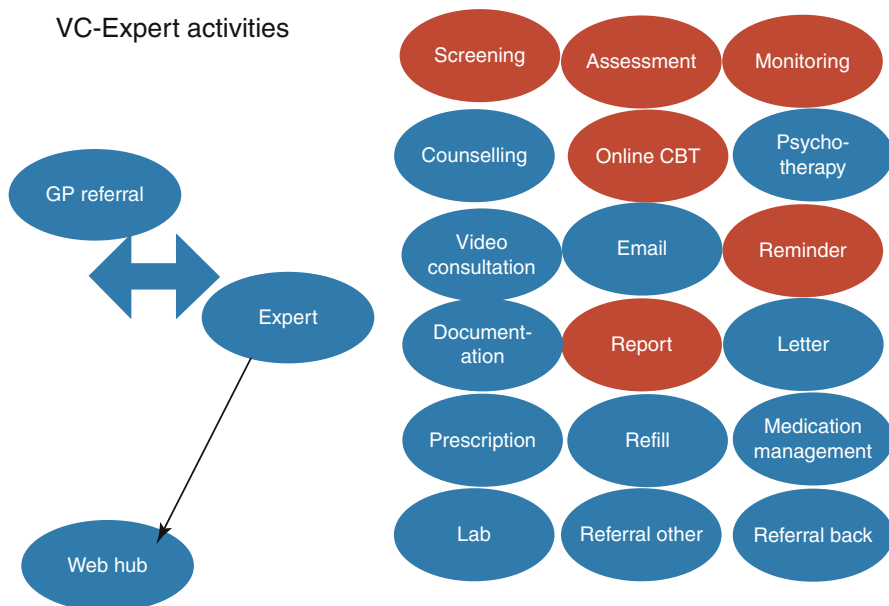 VC-Expert activities
GP referral
Expert
Web hub
Screening
Assessment
Monitoring
Counselling
Online CBT
Psycho-
therapy
Video
consultation
Email
Reminder
Document-
ation
Report
Letter
Prescription
Refill
Medication
management
Lab
Referral other
Referral back